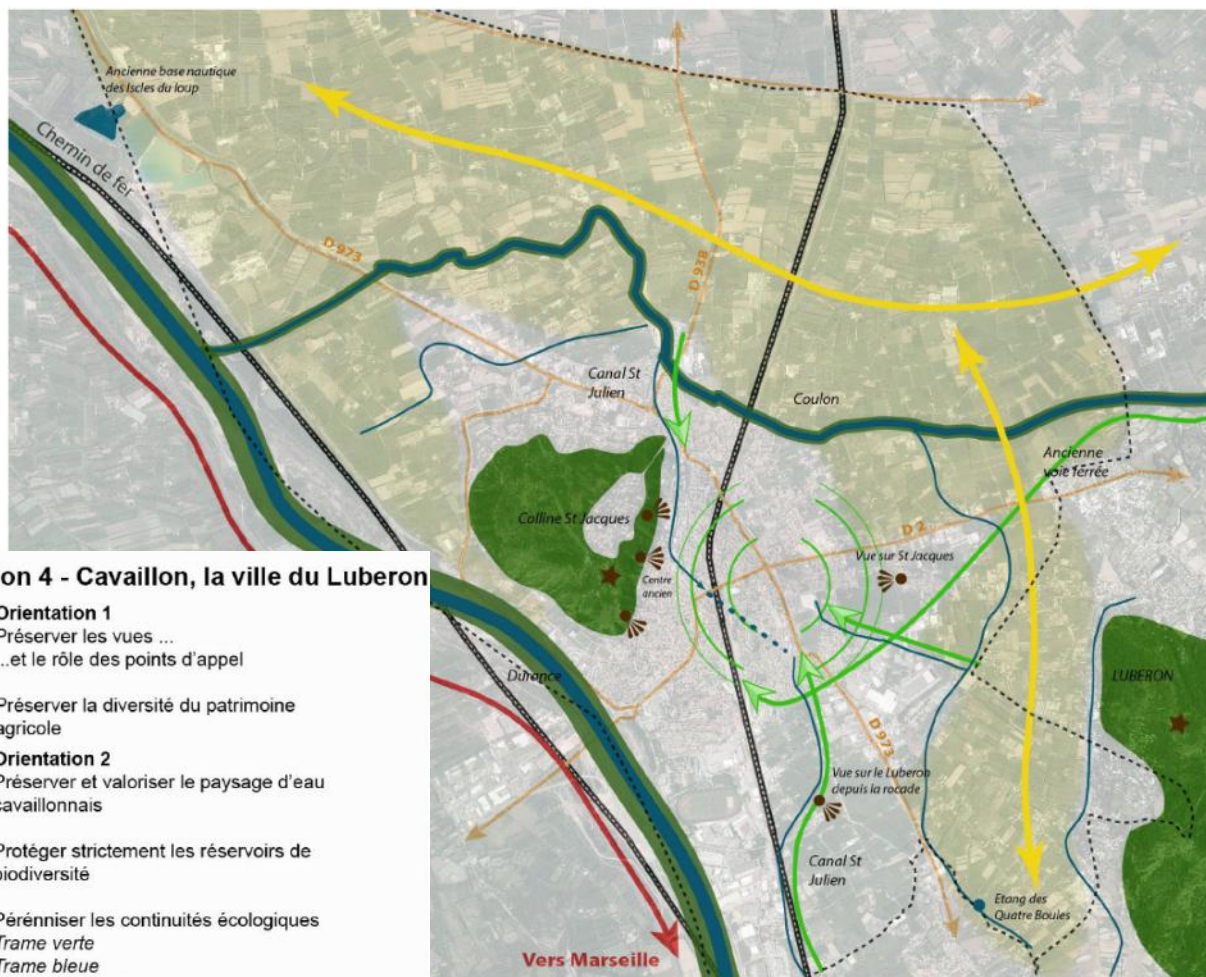 Ancienne base nautique
des Iscles du loup
Chemin de fer
D 973
D 938
Canal St
Julien
Coulon
Ancienne
voie ferrée
Colline St Jacques
D 2
Vue sur St Jacques
Centre
ancien
Durance
LUBERON
D 973
Vue sur le Luberon
depuis la rocade
Canal St
Julien
Etang des
Quatre Boules
Vers Marseille
on 4 - Cavaillon, la ville du Luberon
Orientation 1
Préserver les vues ...
...et le rôle des points d'appel
Préserver la diversité du patrimoine
agricole
Orientation 2
Préserver et valoriser le paysage d'eau
cavaillonnais
Protéger strictement les réservoirs de
biodiversité
Pérénniser les continuités écologiques
Trame verte
Trame bleue